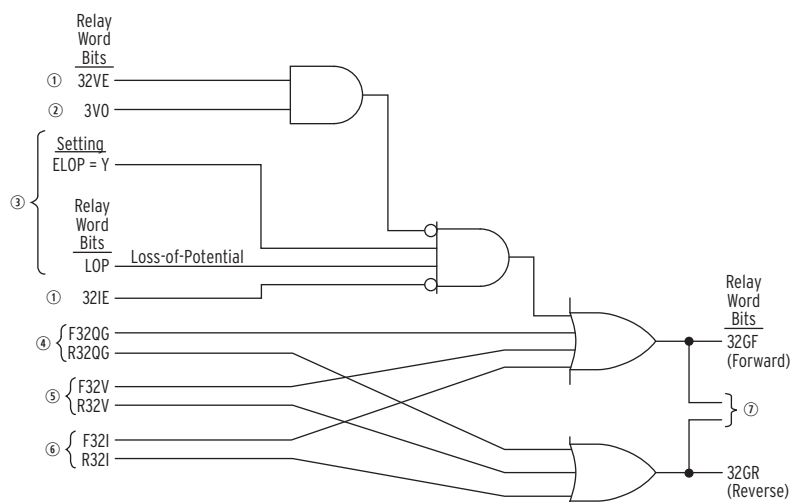 Relay
Word
Bits
① 32VE
② 3V0
Setting
③ ELOP = Y
Relay
Word
Bits
LOP Loss-of-Potential
① 32IE
④ F32QG
R32QG
⑤ F32V
R32V
⑥ F32I
R32I
Relay
Word
Bits
32GF
(Forward)
⑦
32GR
(Reverse)